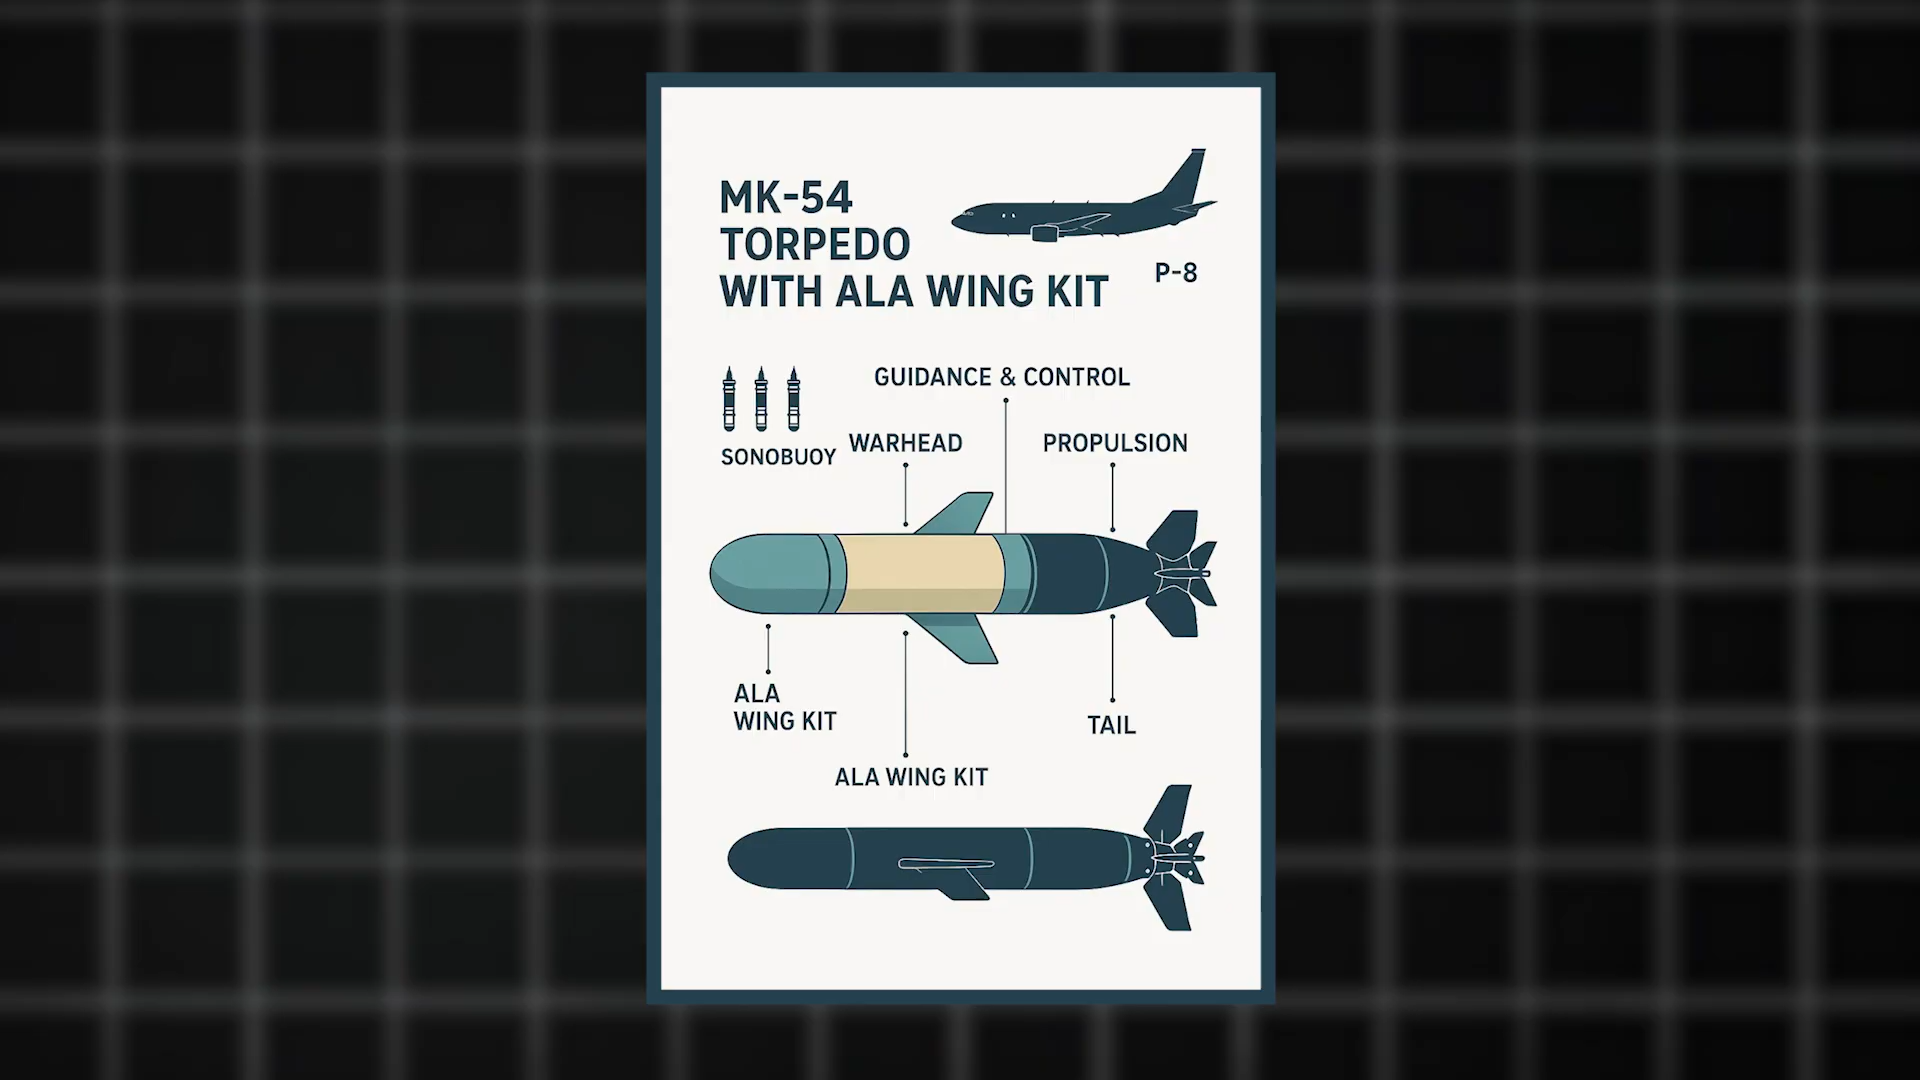 MK-54
TORPEDO
WITH ALA WING KIT
P-8
GUIDANCE & CONTROL
SONOBUOY
WARHEAD
PROPULSION
ALA
WING KIT
TAIL
ALA WING KIT